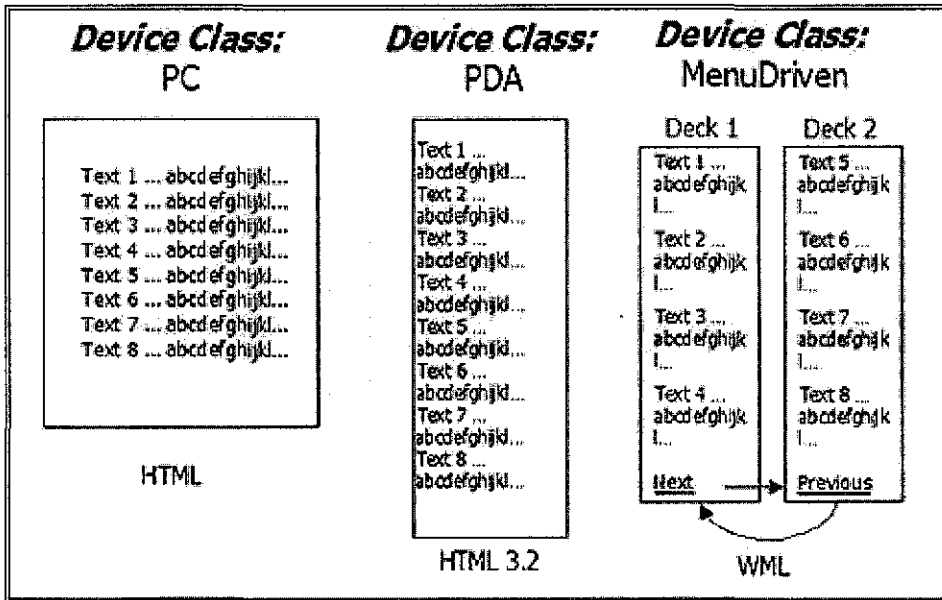 Device Class:
PC
Text 1 ... abcdefghijkl...
Text 2 ... abcdefghijkl...
Text 3 ... abcdefghijkl...
Text 4 ... abcdefghijkl...
Text 5 ... abcdefghijkl...
Text 6 ... abcdefghijkl...
Text 7 ... abcdefghijkl...
Text 8 ... abcdefghijkl...
HTML
Device Class:
PDA
Text 1 ...
abcdefghijkl...
Text 2 ...
abcdefghijkl...
Text 3 ...
abcdefghijkl...
Text 4 ...
abcdefghijkl...
Text 5 ...
abcdefghijkl...
Text 6 ...
abcdefghijkl...
Text 7 ...
abcdefghijkl...
Text 8 ...
abcdefghijkl...
HTML 3.2
Device Class:
MenuDriven
Deck 1
Text 1 ...
abcdefghijk
l...
Text 2 ...
abcdefghijk
l...
Text 3 ...
abcdefghijk
l...
Text 4 ...
abcdefghijk
l...
Next
Deck 2
Text 5 ...
abcdefghijk
l...
Text 6 ...
abcdefghijk
l...
Text 7 ...
abcdefghijk
l...
Text 8 ...
abcdefghijk
l...
Previous
WML